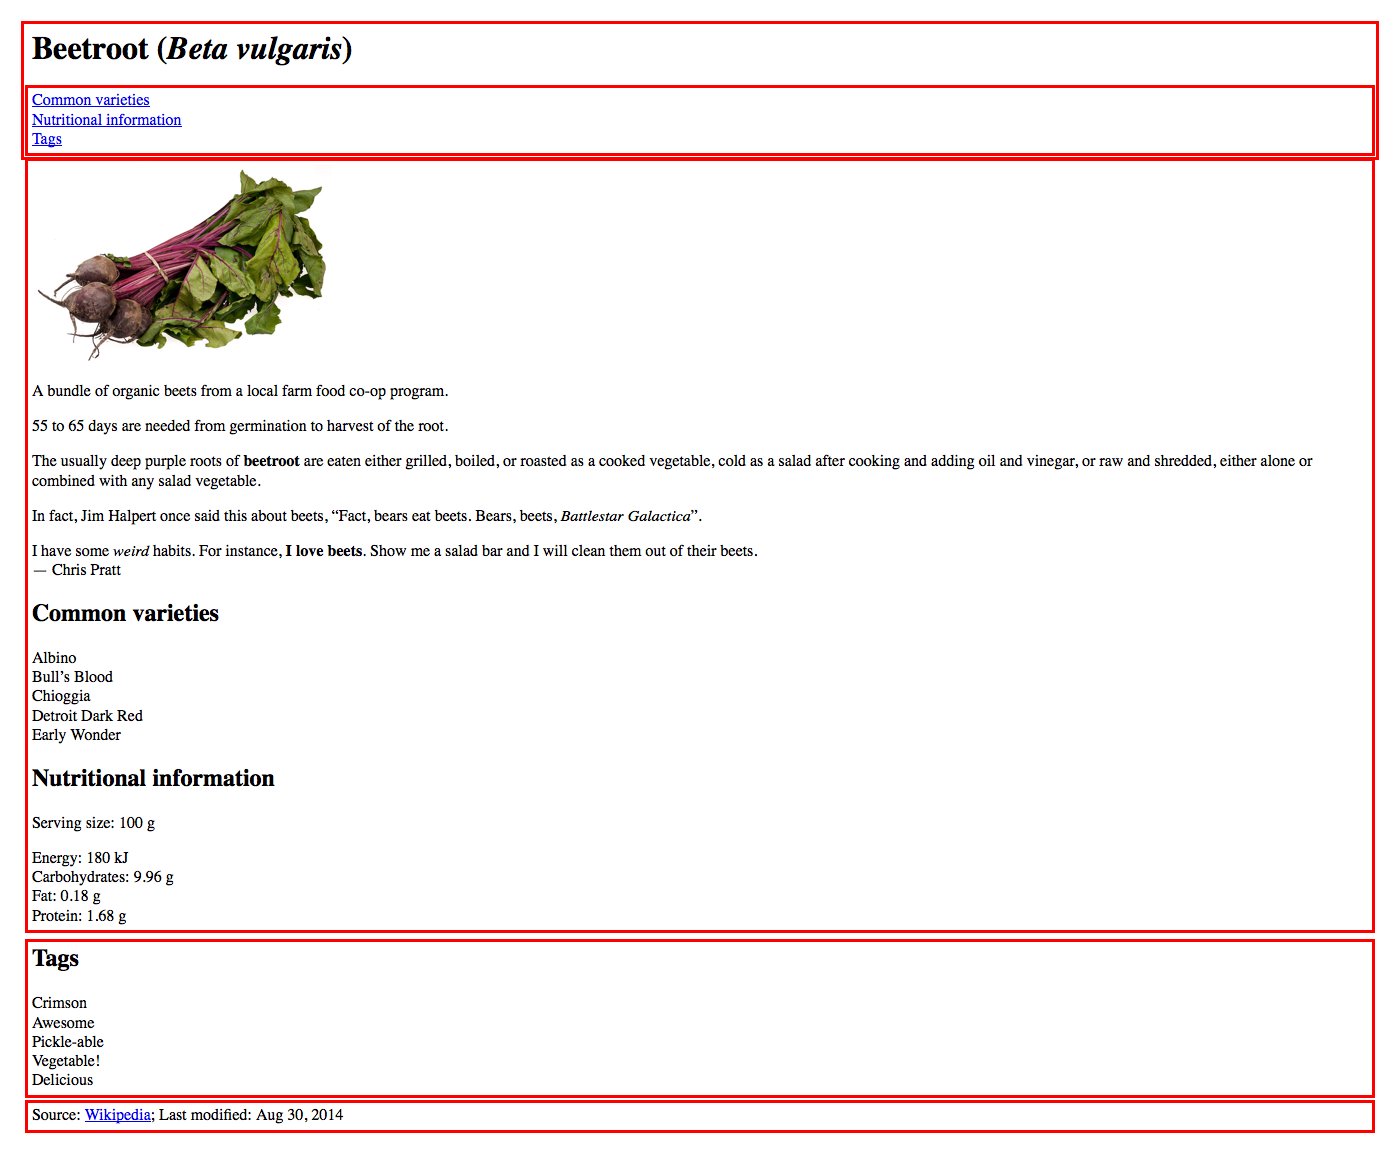 Beetroot (Beta vulgaris)
Common varieties
Nutritional information
Tags
A bundle of organic beets from a local farm food co-op program.
55 to 65 days are needed from germination to harvest of the root.
The usually deep purple roots of beetroot are eaten either grilled, boiled, or roasted as a cooked vegetable, cold as a salad after cooking and adding oil and vinegar, or raw and shredded, either alone or
combined with any salad vegetable.
In fact, Jim Halpert once said this about beets, “Fact, bears eat beets. Bears, beets, Battlestar Galactica”.
I have some weird habits. For instance, I love beets. Show me a salad bar and I will clean them out of their beets.
— Chris Pratt
Common varieties
Albino
Bull’s Blood
Chioggia
Detroit Dark Red
Early Wonder
Nutritional information
Serving size: 100 g
Energy: 180 kJ
Carbohydrates: 9.96 g
Fat: 0.18 g
Protein: 1.68 g
Tags
Crimson
Awesome
Pickle-able
Vegetable!
Delicious
Source: Wikipedia; Last modified: Aug 30, 2014